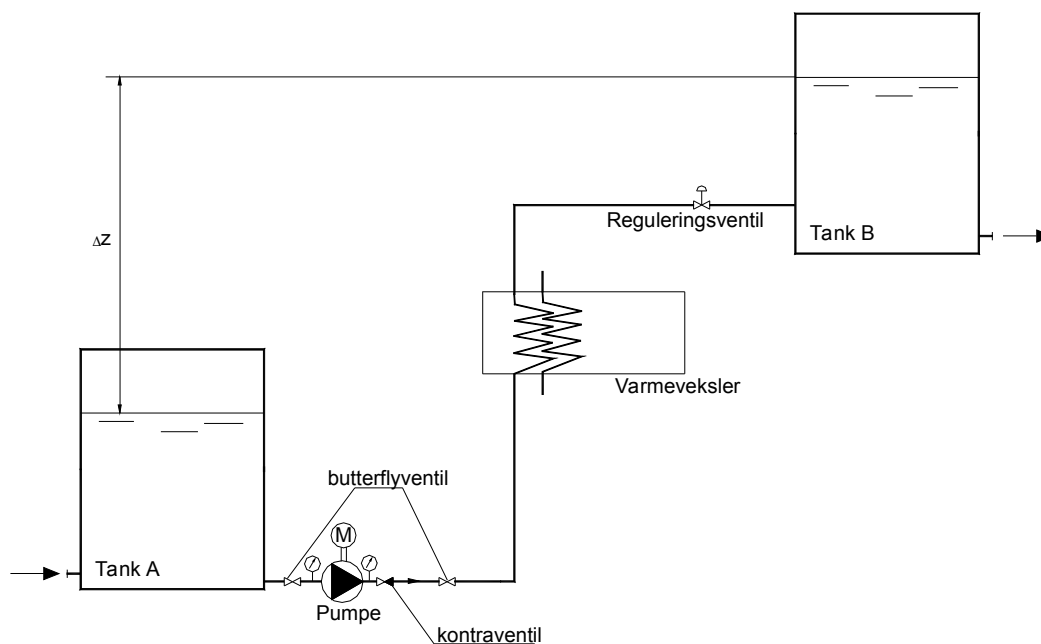 Δz
Reguleringsventil
Tank B
Varmeveksler
butterflyventil
M
Tank A
Pumpe
kontraventil